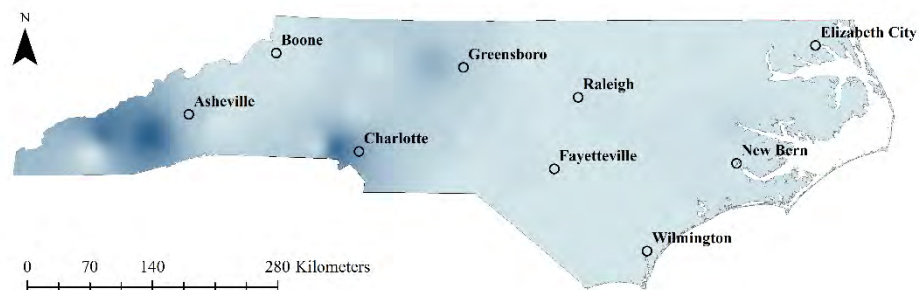 N
Elizabeth City
Boone
Greensboro
Raleigh
Asheville
Charlotte
New Bern
Fayetteville
Wilmington
0 70 140 280 Kilometers